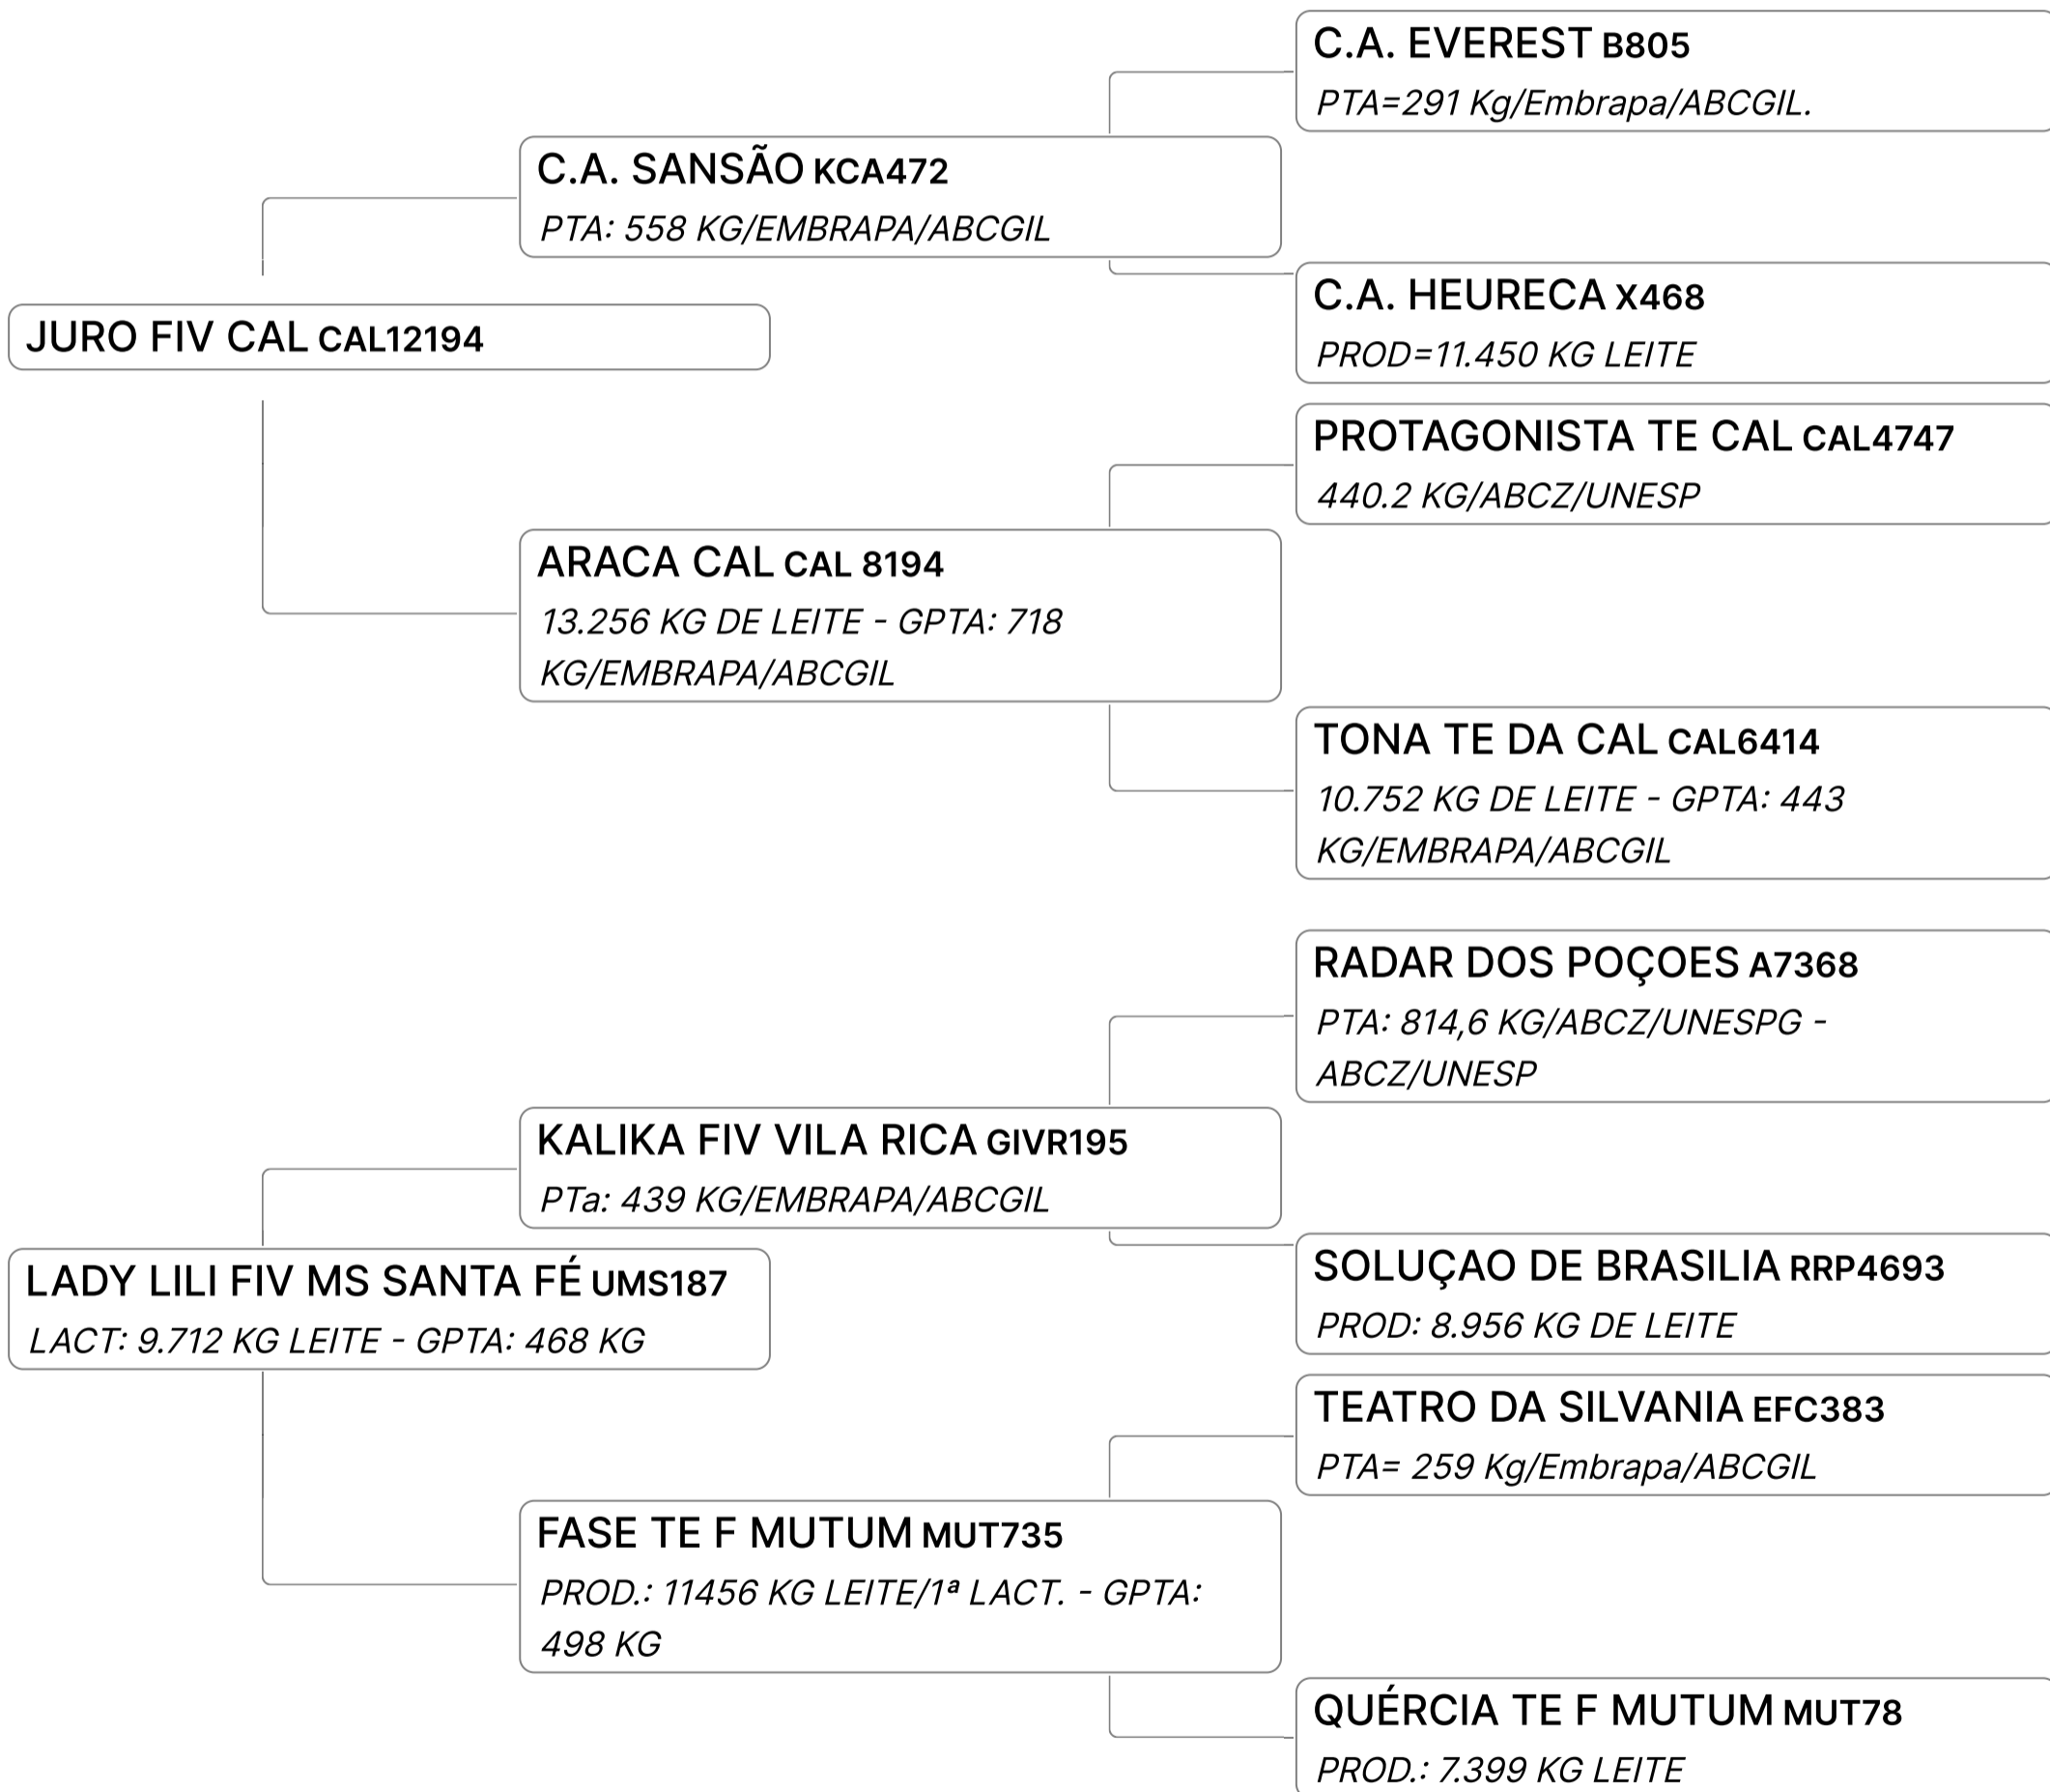 C.A. EVEREST B805
PTA=291 Kg/Embrapa/ABCGIL.
C.A. SANSÃO KCA472
PTA: 558 KG/EMBRAPA/ABCGIL
C.A. HEURECA X468
PROD=11.450 KG LEITE
JURO FIV CAL CAL12194
PROTAGONISTA TE CAL CAL4747
440.2 KG/ABCZ/UNESP
ARACA CAL CAL 8194
13.256 KG DE LEITE - GPTA: 718
KG/EMBRAPA/ABCGIL
TONA TE DA CAL CAL6414
10.752 KG DE LEITE - GPTA: 443
KG/EMBRAPA/ABCGIL
RADAR DOS POÇOES A7368
PTA: 814,6 KG/ABCZ/UNESPG -
ABCZ/UNESP
KALIKA FIV VILA RICA GIVR195
PTa: 439 KG/EMBRAPA/ABCGIL
SOLUÇAO DE BRASILIA RRP4693
PROD: 8.956 KG DE LEITE
LADY LILI FIV MS SANTA FÉ UMS187
LACT: 9.712 KG LEITE - GPTA: 468 KG
TEATRO DA SILVANIA EFC383
PTA= 259 Kg/Embrapa/ABCGIL
FASE TE F MUTUM MUT735
PROD.: 11456 KG LEITE/1ª LACT. - GPTA:
498 KG
QUÉRCIA TE F MUTUM MUT78
PROD.: 7.399 KG LEITE